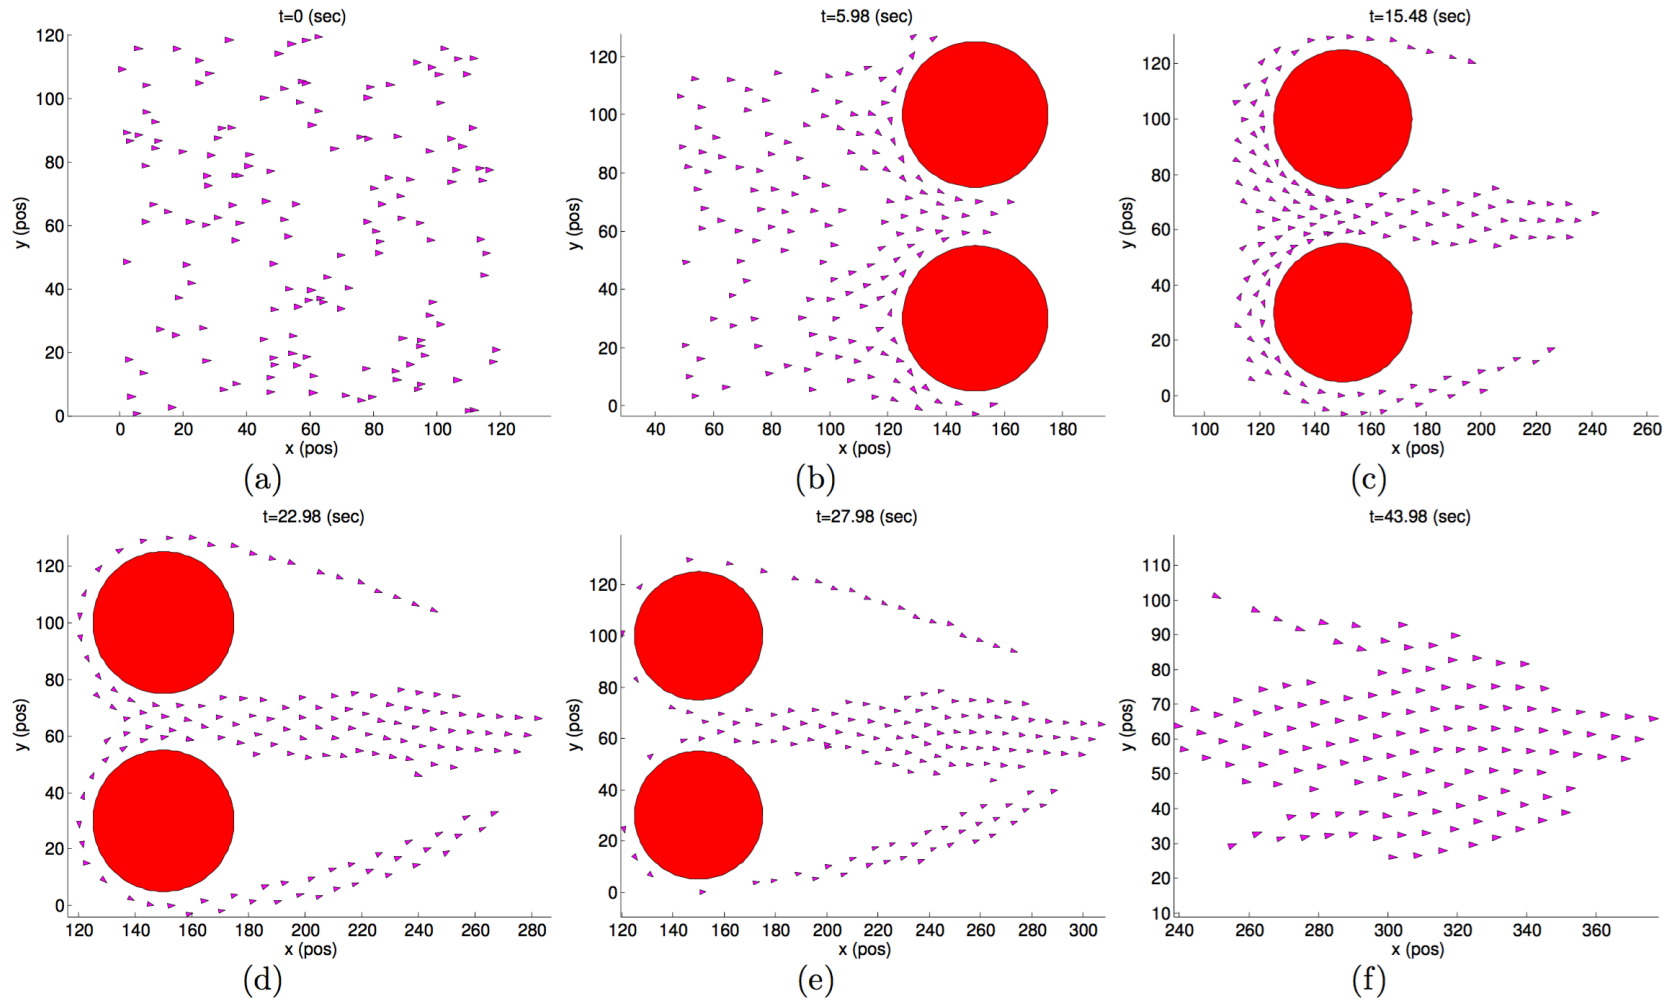 t=0 (sec)
120
100
80
60
40
20
0
y (pos)
0 20 40 60 80 100 120
x (pos)
(a)
t=5.98 (sec)
120
100
80
60
40
20
0
y (pos)
40 60 80 100 120 140 160 180
x (pos)
(b)
t=15.48 (sec)
120
100
80
60
40
20
0
y (pos)
100 120 140 160 180 200 220 240 260
x (pos)
(c)
t=22.98 (sec)
120
100
80
60
40
20
0
y (pos)
120 140 160 180 200 220 240 260 280
x (pos)
(d)
t=27.98 (sec)
120
100
80
60
40
20
0
y (pos)
120 140 160 180 200 220 240 260 280 300
x (pos)
(e)
t=43.98 (sec)
110
100
90
80
70
60
50
40
30
20
10
y (pos)
240 260 280 300 320 340 360
x (pos)
(f)